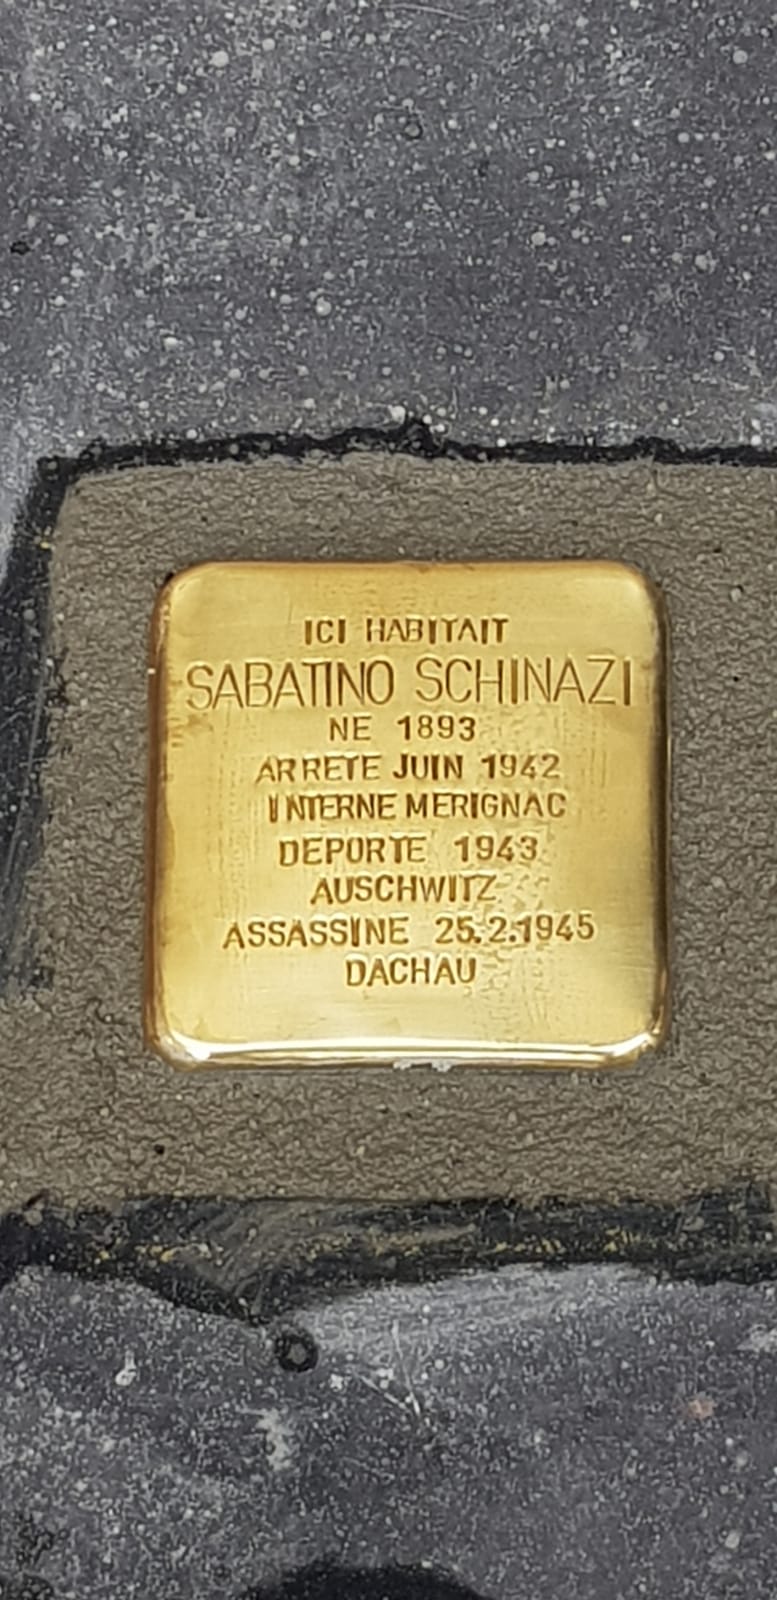 ICI HABITAIT
SABATINO SCHINAZI
NE 1893
ARRETE JUIN 1942
INTERNE MERIGNAC
DEPORTE 1943
AUSCHWITZ
ASSASSINE 25.2.1945
DACHAU